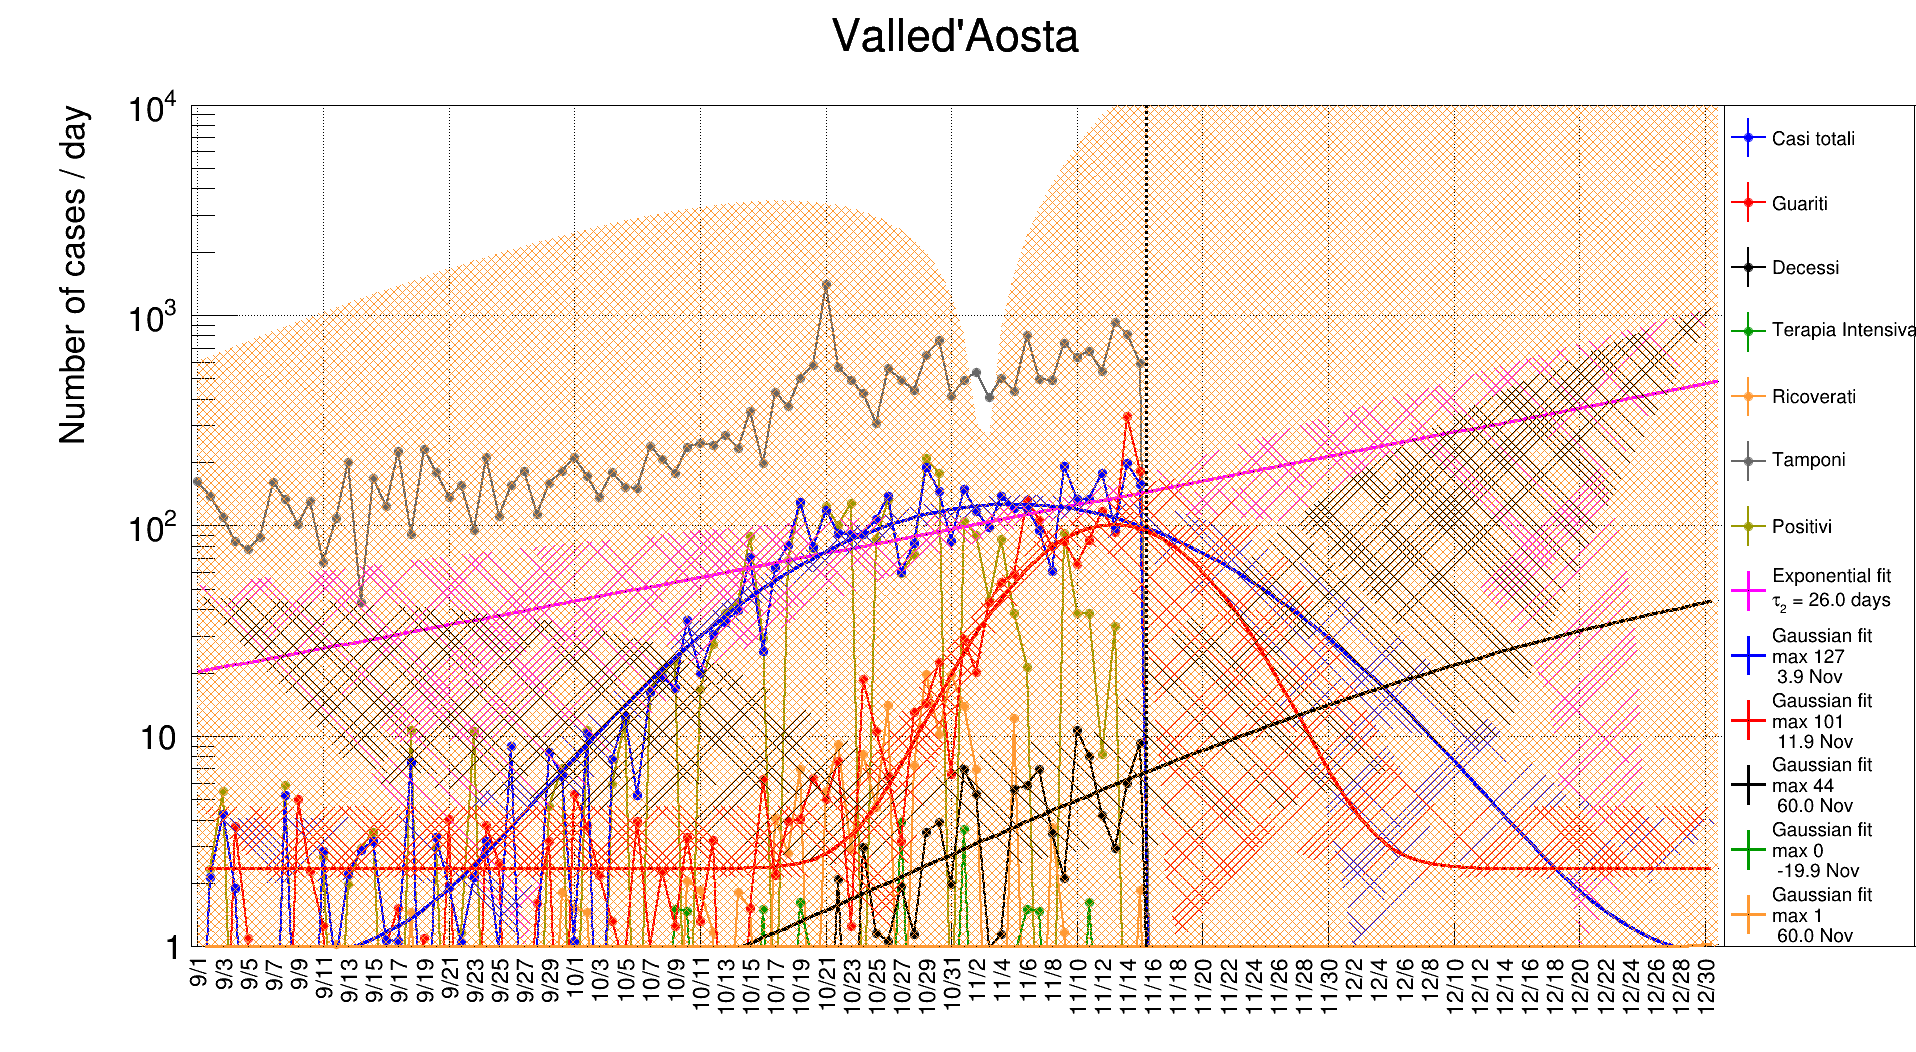 Valled'Aosta
Number of cases / day
10^4
10^3
10^2
10
1
9/1
9/3
9/5
9/7
9/9
9/11
9/13
9/15
9/17
9/19
9/21
9/23
9/25
9/27
9/29
10/1
10/3
10/5
10/7
10/9
10/11
10/13
10/15
10/17
10/19
10/21
10/23
10/25
10/27
10/29
10/31
11/2
11/4
11/6
11/8
11/10
11/12
11/14
11/16
11/18
11/20
11/22
11/24
11/26
11/28
11/30
12/2
12/4
12/6
12/8
12/10
12/12
12/14
12/16
12/18
12/20
12/22
12/24
12/26
12/28
12/30
Casi totali
Guariti
Decessi
Terapia Intensiva
Ricoverati
Tamponi
Positivi
Exponential fit
τ_2 = 26.0 days
Gaussian fit
max 127
3.9 Nov
Gaussian fit
max 101
11.9 Nov
Gaussian fit
max 44
60.0 Nov
Gaussian fit
max 0
-19.9 Nov
Gaussian fit
max 1
60.0 Nov